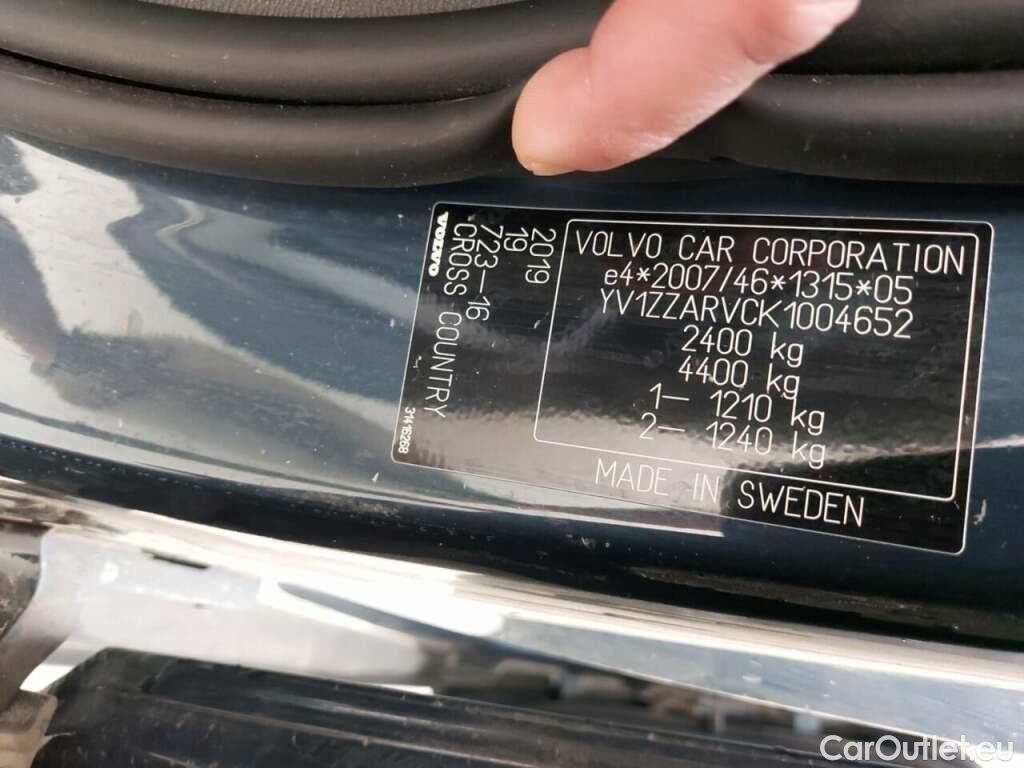 VOLVO CAR CORPORATION
e4*2007/46*1315*05
YV1ZZARVCK1004652
2400 kg
4400 kg
1— 1210 kg
2— 1240 kg
MADE IN SWEDEN
2019
19
723—16
CROSS COUNTRY
VOLVO
31416268
CarOutlet.eu